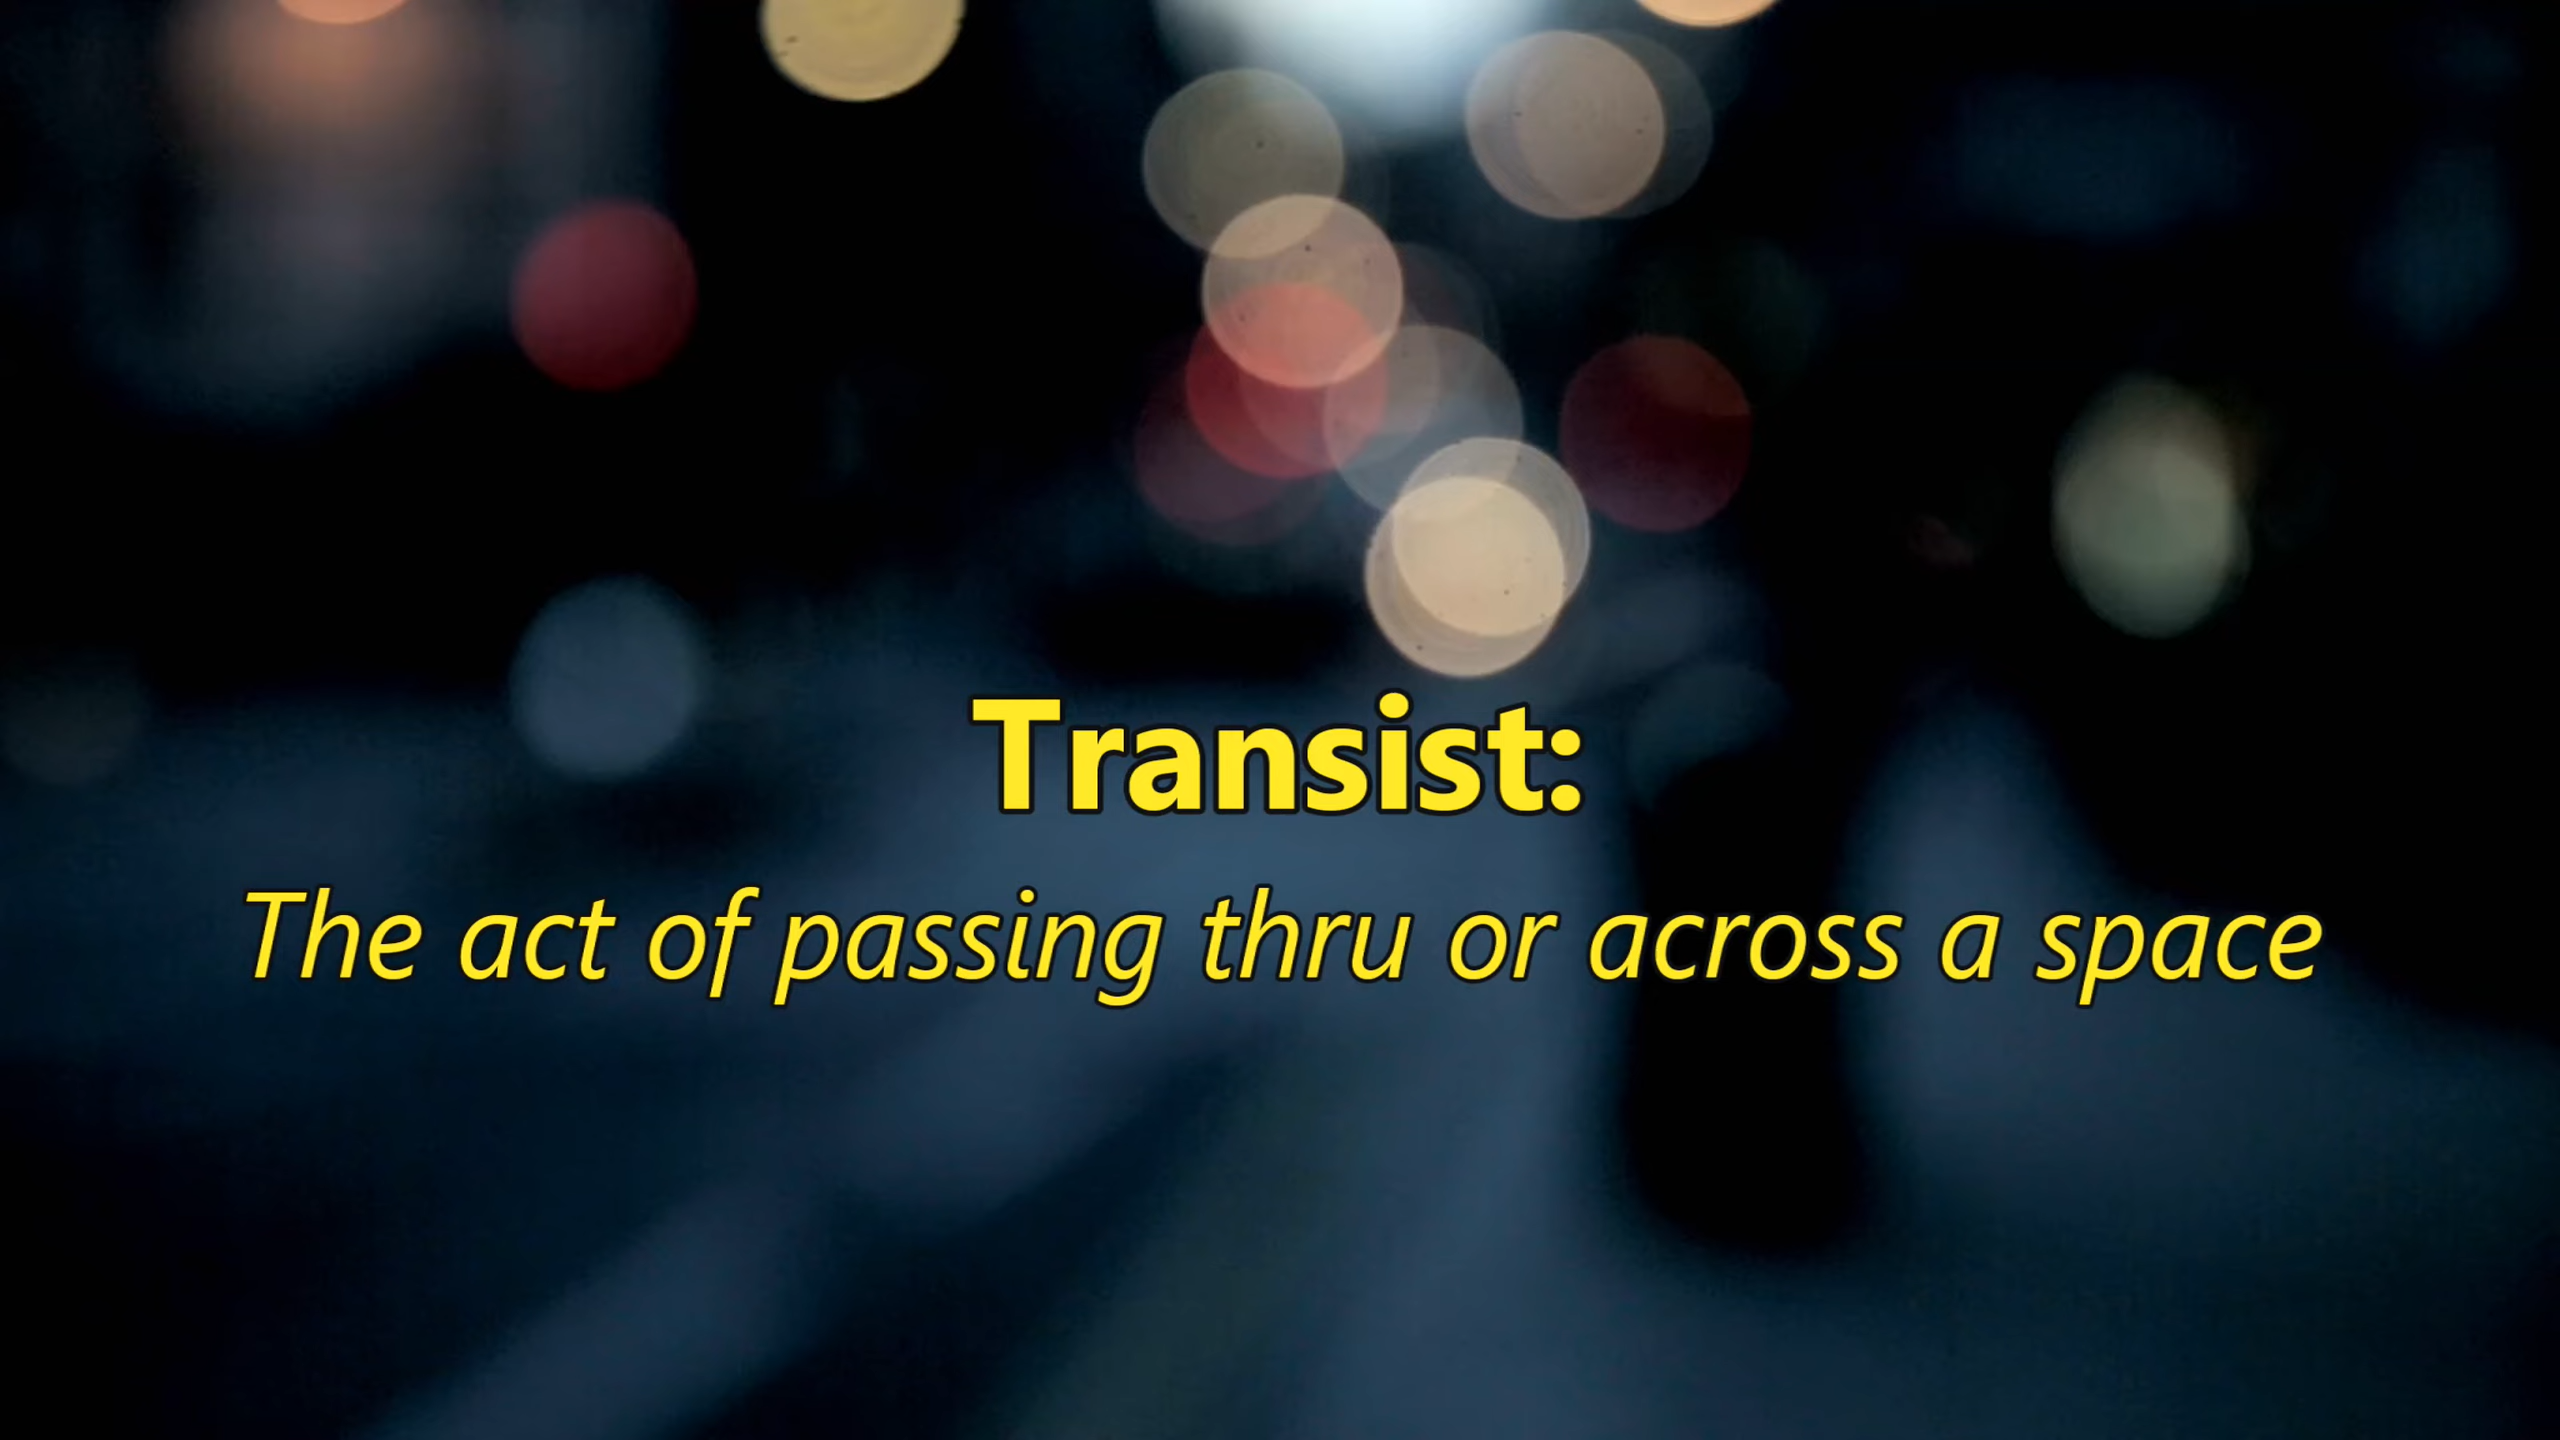 Transist:
The act of passing thru or across a space